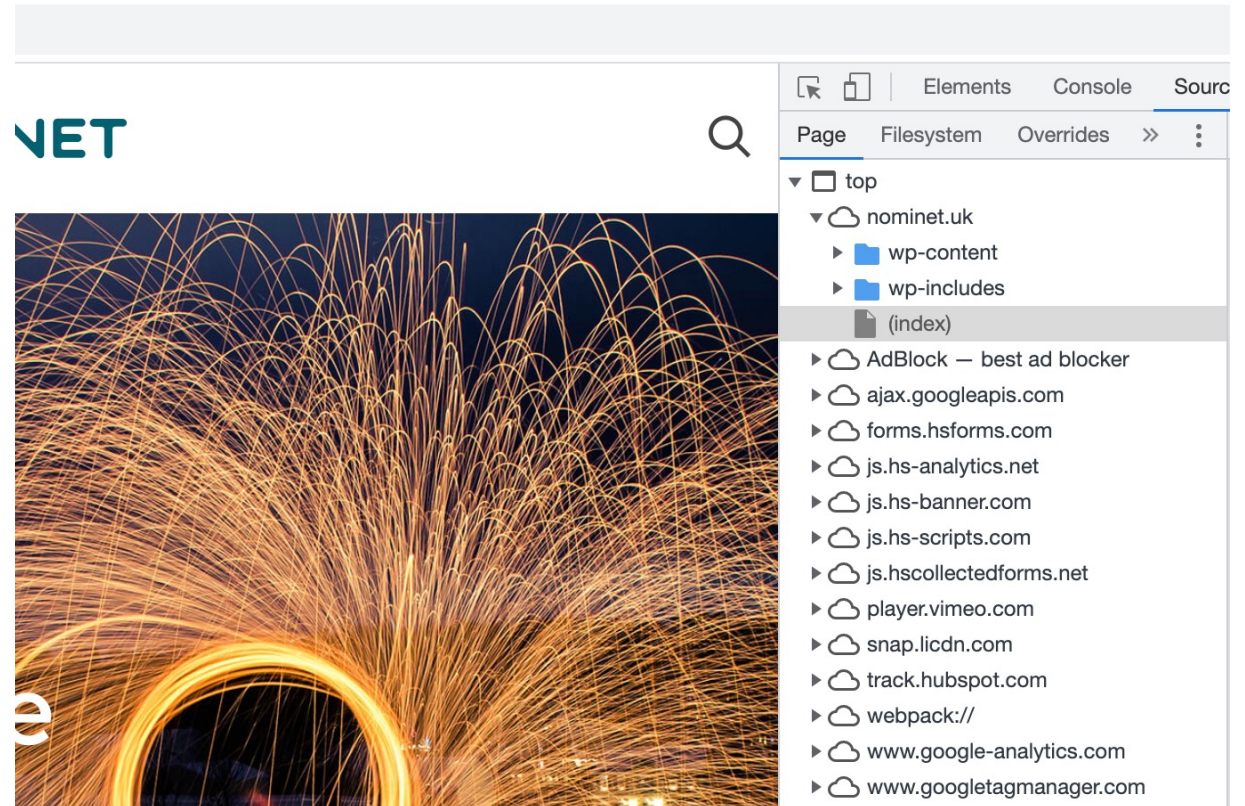 NET
e
Elements Console Sourc
Page Filesystem Overrides
top
nominet.uk
wp-content
wp-includes
(index)
AdBlock — best ad blocker
ajax.googleapis.com
forms.hsforms.com
js.hs-analytics.net
js.hs-banner.com
js.hs-scripts.com
js.hscollectedforms.net
player.vimeo.com
snap.licdn.com
track.hubspot.com
webpack://
www.google-analytics.com
www.googletagmanager.com